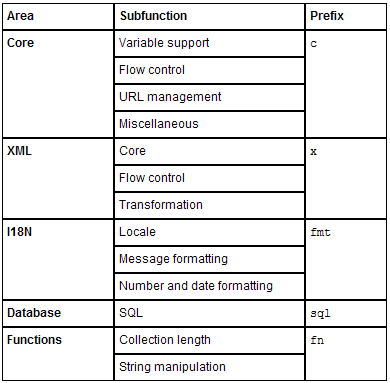 Area Subfunction Prefix
Core Variable support c
Flow control
URL management
Miscellaneous
XML Core x
Flow control
Transformation
I18N Locale fmt
Message formatting
Number and date formatting
Database SQL sql
Functions Collection length fn
String manipulation